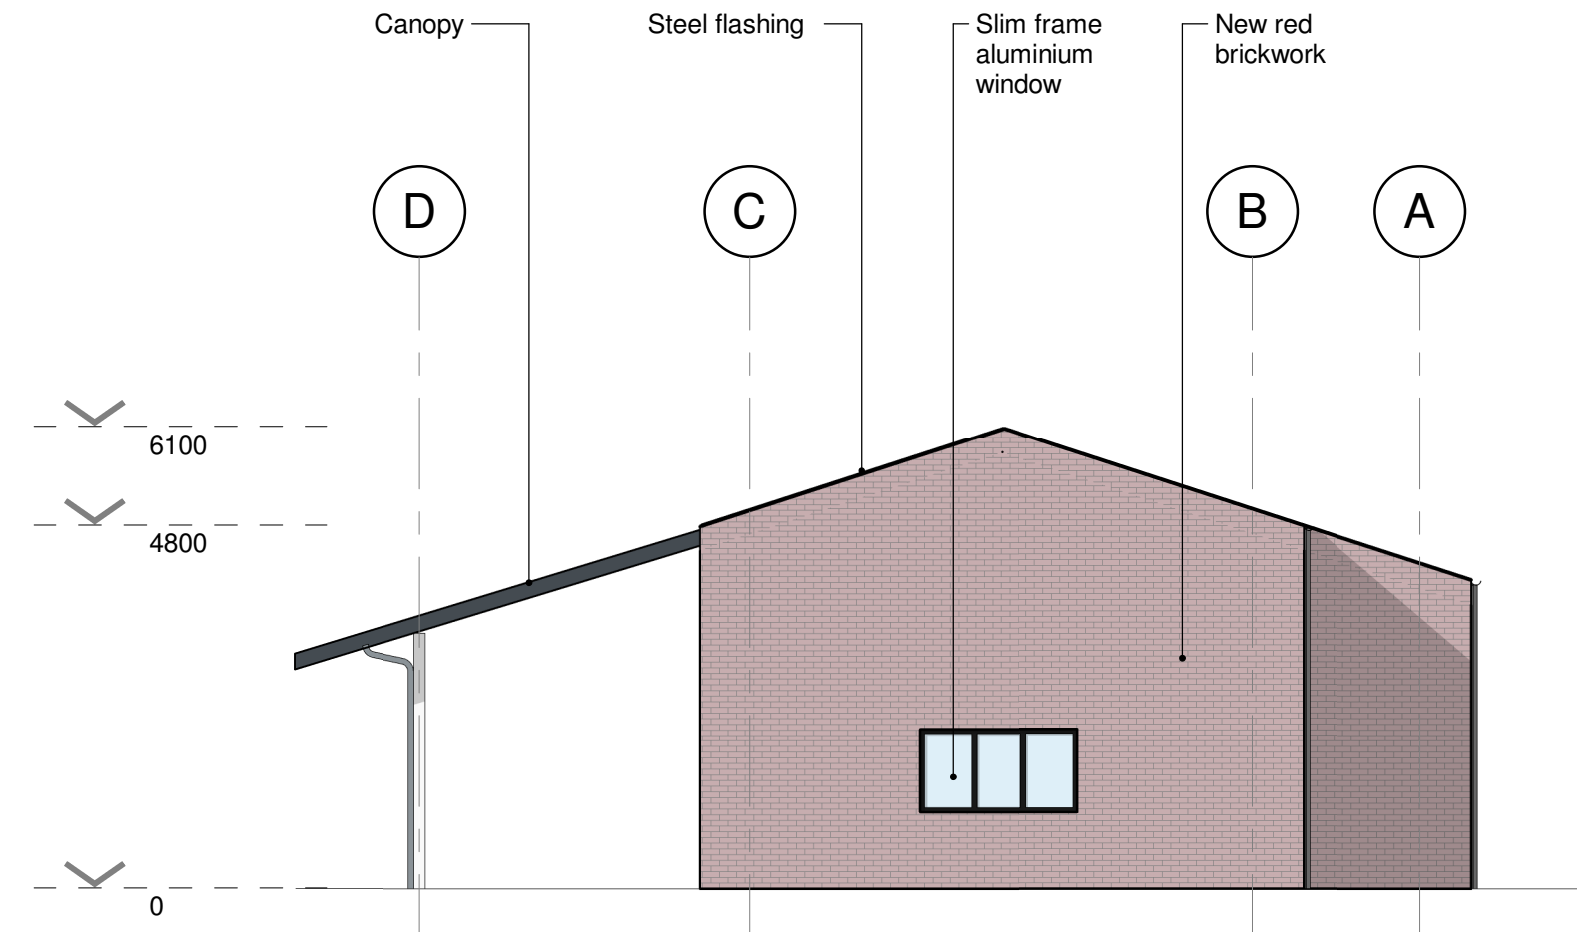 Canopy
Steel flashing
Slim frame
aluminium
window
New red
brickwork
D
C
B
A
6100
4800
0